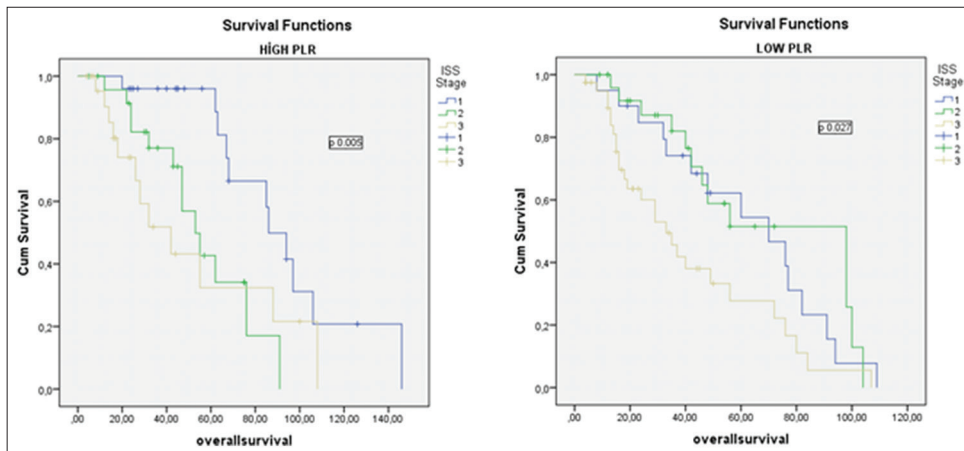 Survival Functions
HİGH PLR
Cum Survival
1,0
0,8
0,6
0,4
0,2
0,0
p 0.005
ISS
Stage
1
2
3
1
2
3
,00 20,00 40,00 60,00 80,00 100,00 120,00 140,00
overallsurvival
Survival Functions
LOW PLR
Cum Survival
1,0
0,8
0,6
0,4
0,2
0,0
p 0.027
ISS
Stage
1
2
3
1
2
3
,00 20,00 40,00 60,00 80,00 100,00 120,00
overallsurvival